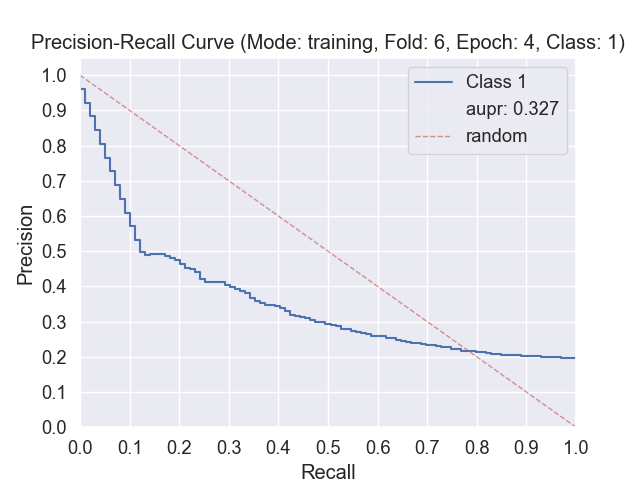 Precision-Recall Curve (Mode: training, Fold: 6, Epoch: 4, Class: 1)
Class 1
aupr: 0.327
random
Precision
1.0
0.9
0.8
0.7
0.6
0.5
0.4
0.3
0.2
0.1
0.0
0.0 0.1 0.2 0.3 0.4 0.5 0.6 0.7 0.8 0.9 1.0
Recall